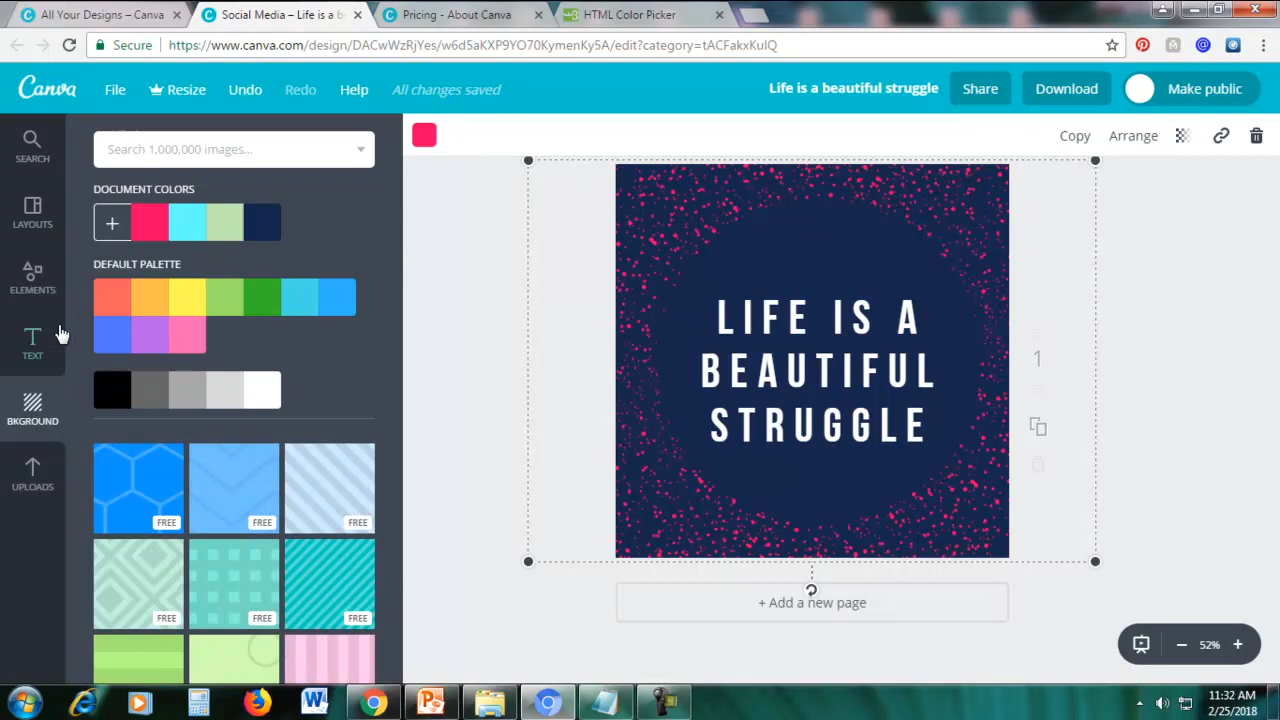 All Your Designs – Canva
Social Media – Life is a b
Pricing - About Canva
HTML Color Picker
Secure
https://www.canva.com/design/DACwWzRjYes/w6d5aKXP9YO70KymenKy5A/edit?category=tACFakxKuIQ
Canva
File
Resize
Undo
Redo
Help
All changes saved
Life is a beautiful struggle
Share
Download
Make public
SEARCH
LAYOUTS
ELEMENTS
TEXT
BKGROUND
UPLOADS
Search 1,000,000 images...
DOCUMENT COLORS
DEFAULT PALETTE
FREE FREE FREE
FREE FREE FREE
Copy
Arrange
LIFE IS A
BEAUTIFUL
STRUGGLE
1
+ Add a new page
52%
11:32 AM
2/25/2018